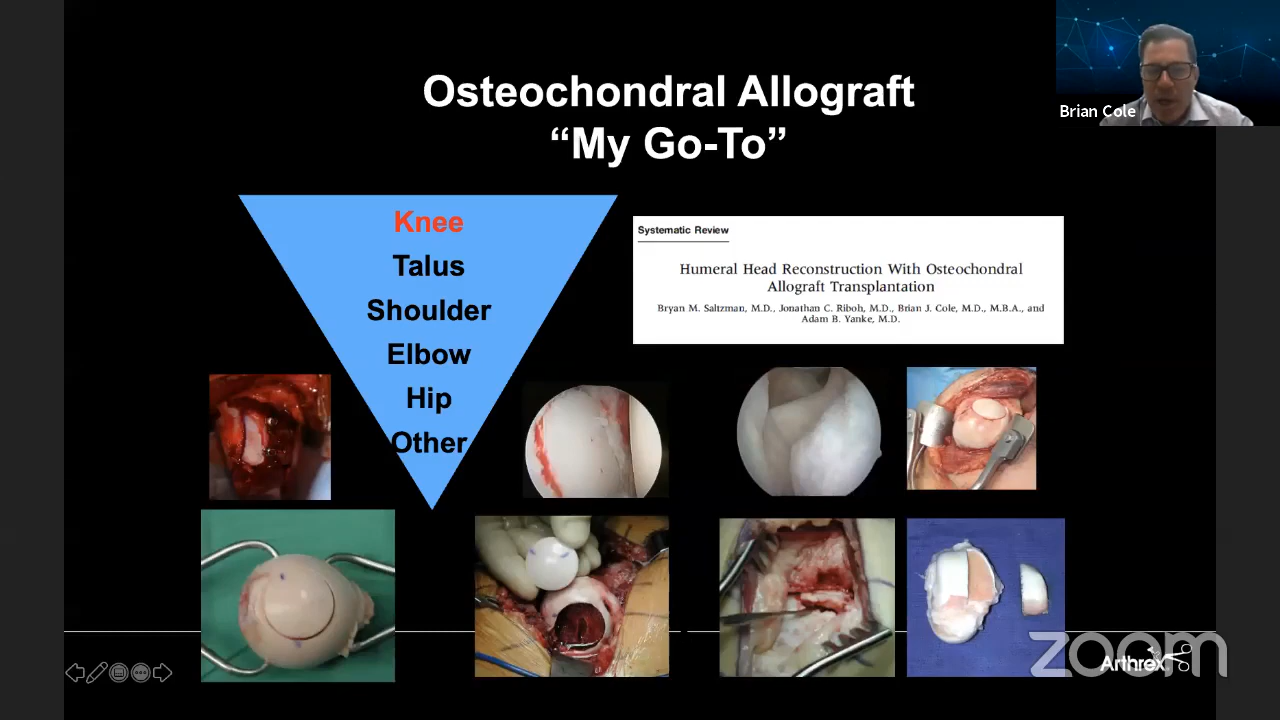 Osteochondral Allograft
“My Go-To”
Brian Cole
Knee
Talus
Shoulder
Elbow
Hip
Other
Systematic Review
Humeral Head Reconstruction With Osteochondral
Allograft Transplantation
Bryan M. Saltzman, M.D., Jonathan C. Riboh, M.D., Brian J. Cole, M.D., M.B.A., and
Adam B. Yanke, M.D.
zoom
Arthrex